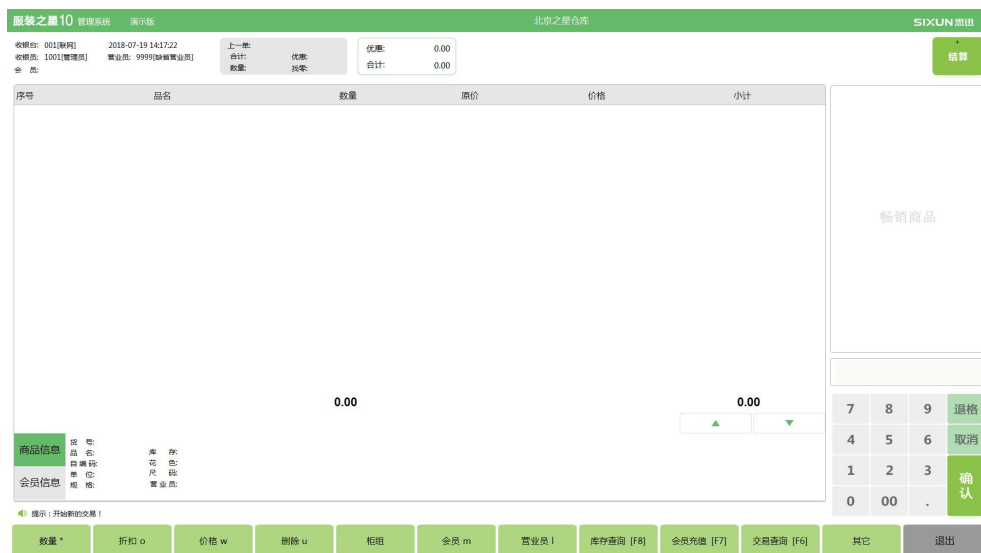 服装之星10 管理系统 演示版 北京之星仓库 SIXUN思迅
收银台: 001[联网] 2018-07-19 14:17:22 上一单: 优惠: 0.00 结算
收银员: 1001[管理员] 营业员: 9999[缺省营业员] 合计: 优惠: 合计: 0.00
会 员: 数量: 找零:
序号 品名 数量 原价 价格 小计
畅销商品
0.00 0.00
7 8 9 退格
▲ ▼
商品信息 货 号:
品 名: 库 存:
自编码: 花 色:
会员信息 单 位: 尺 码:
规 格: 营业员:
4 5 6 取消
1 2 3 确认
0 00 .
提示:开始新的交易!
数量 * 折扣 o 价格 w 删除 u 柜组 会员 m 营业员 l 库存查询 [F8] 会员充值 [F7] 交易查询 [F6] 其它 退出